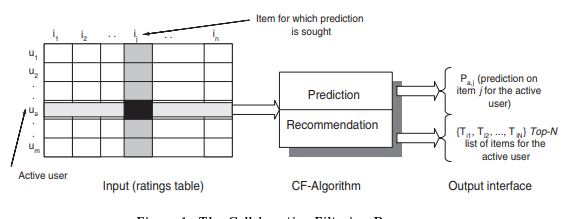 Item for which prediction
is sought
i1 i2 . . ij . . in
u1
u2
.
.
ua
.
.
um
Active user
Prediction
Recommendation
Pa,j (prediction on
item j for the active
user)
{Ti1, Ti2, ..., TiN} Top-N
list of items for the
active user
Input (ratings table)
CF-Algorithm
Output interface